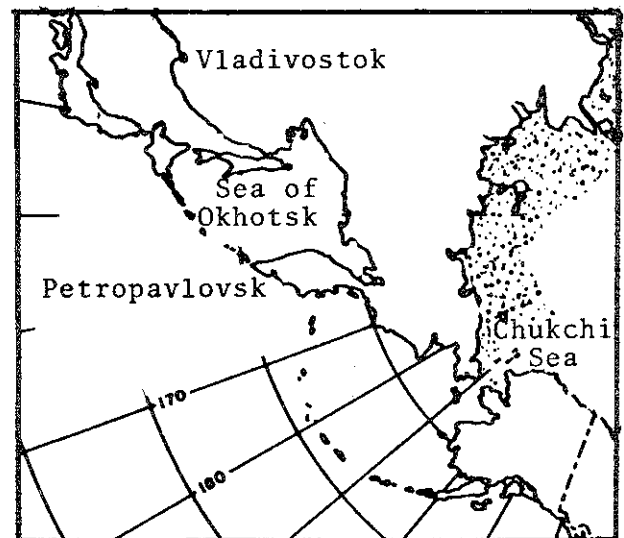 Vladivostok
Sea of
Okhotsk
Petropavlovsk
Chukchi
Sea
170
180